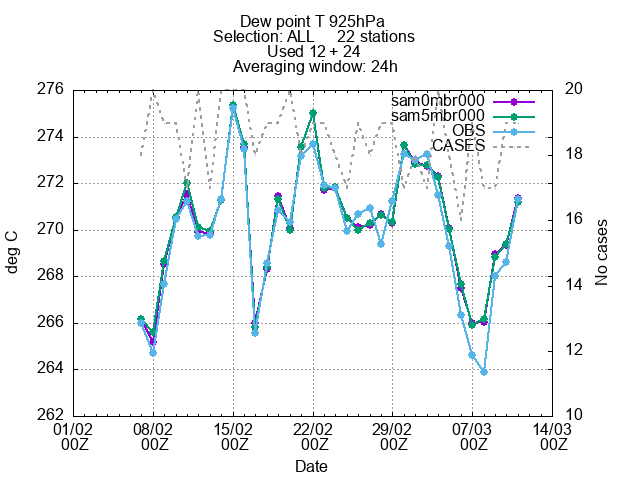 Dew point T 925hPa
Selection: ALL 22 stations
Used 12 + 24
Averaging window: 24h
276
274
272
270
268
266
264
262
deg C
20
18
16
14
12
10
No cases
sam0mbr000
sam5mbr000
OBS
CASES
01/02 08/02 15/02 22/02 29/02 07/03 14/03
00Z 00Z 00Z 00Z 00Z 00Z 00Z
Date